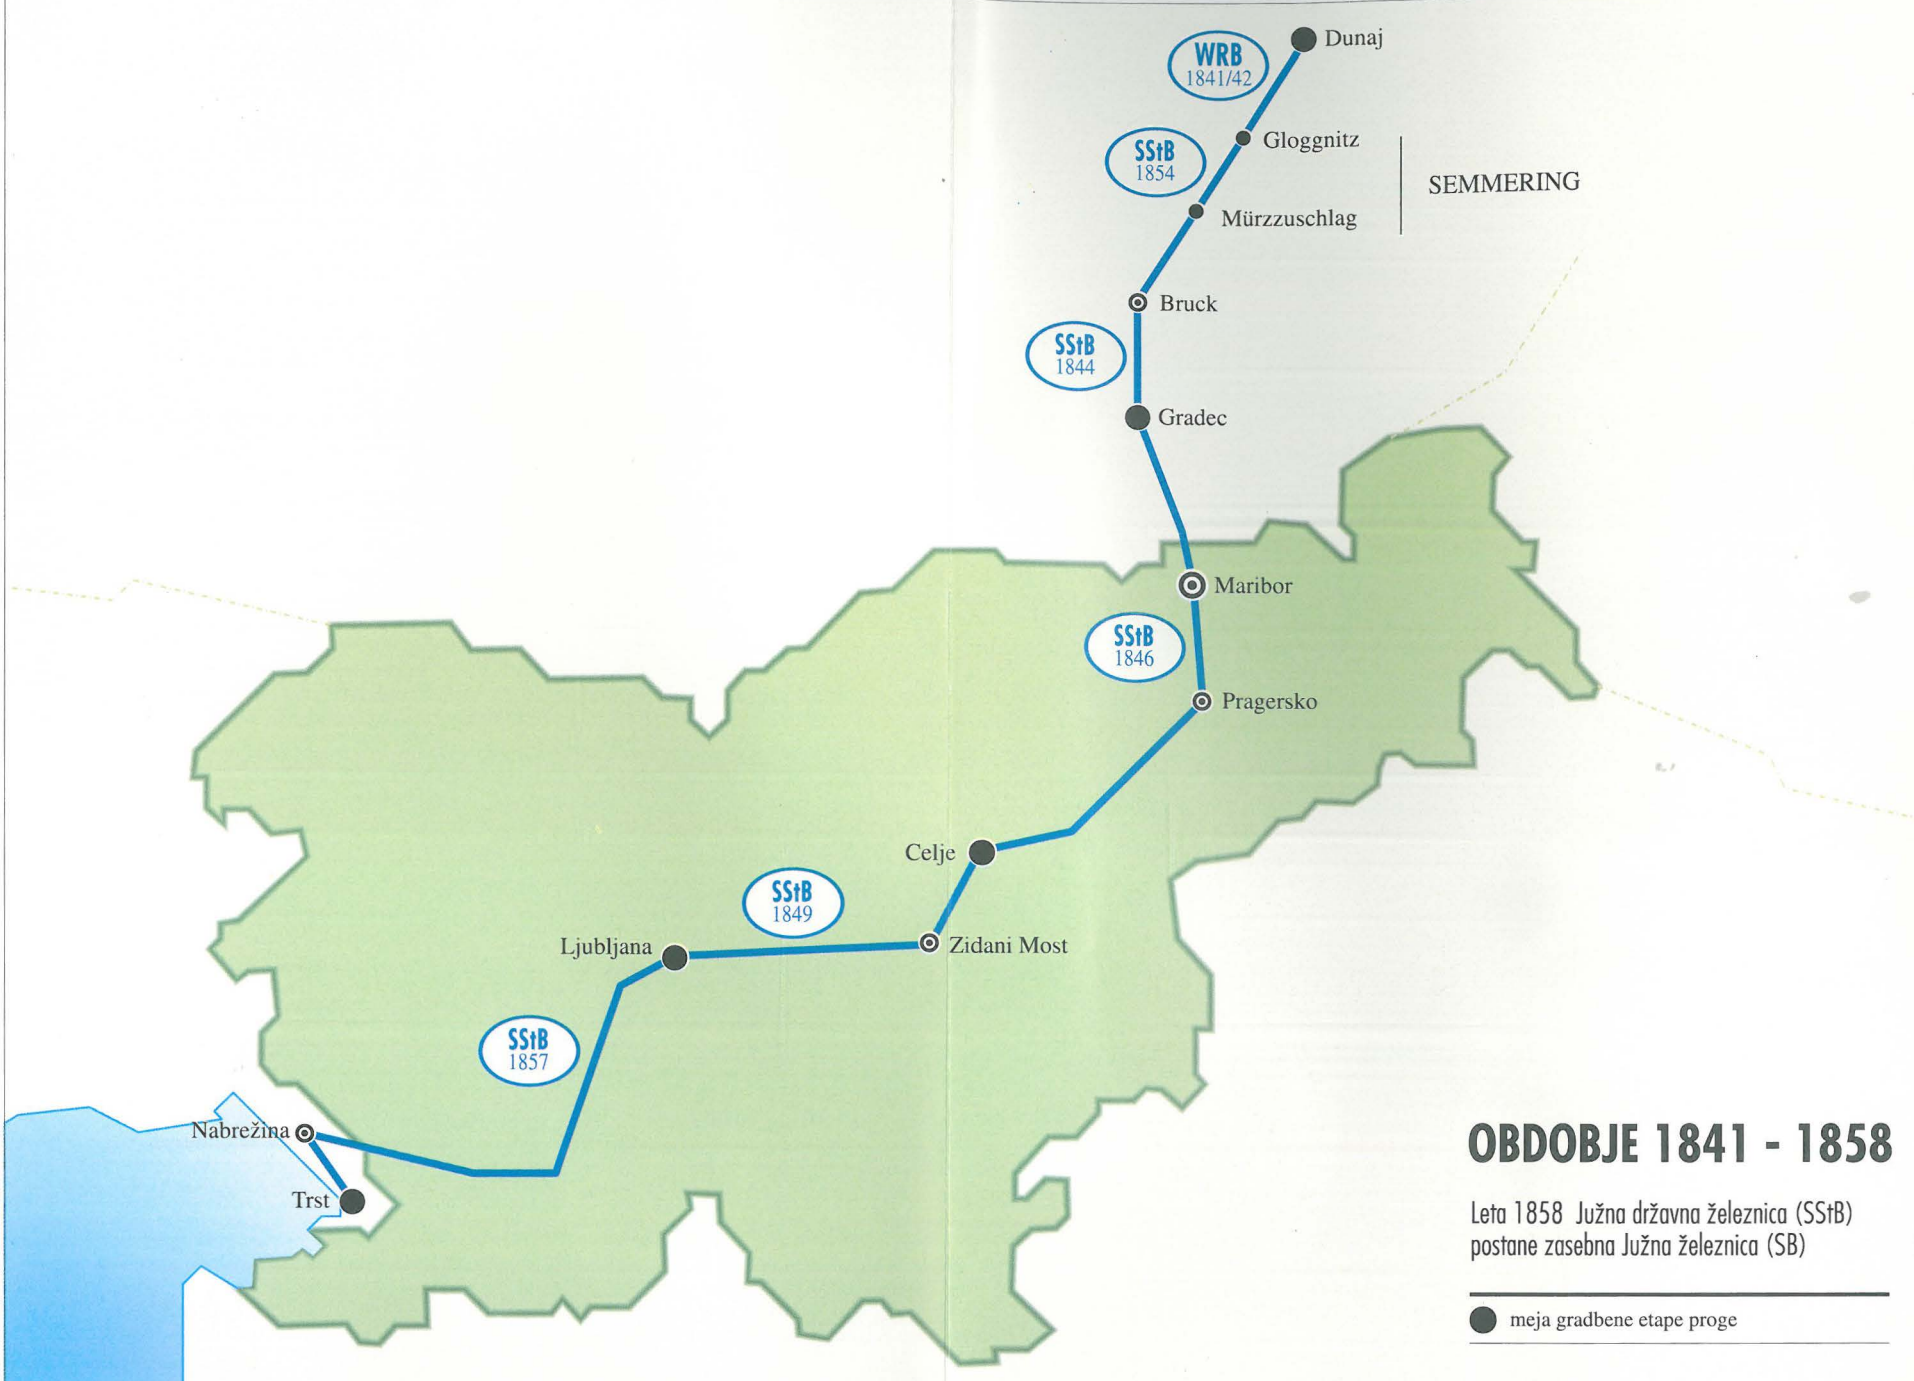 Dunaj
WRB
1841/42
Gloggnitz
SStB
1854
SEMMERING
Mürzzuschlag
Bruck
SStB
1844
Gradec
Maribor
SStB
1846
Pragersko
Celje
SStB
1849
Ljubljana
Zidani Most
SStB
1857
Nabrežina
Trst
OBDOBJE 1841 - 1858
Leta 1858 Južna državna železnica (SStB)
postane zasebna Južna železnica (SB)
meja gradbene etape proge